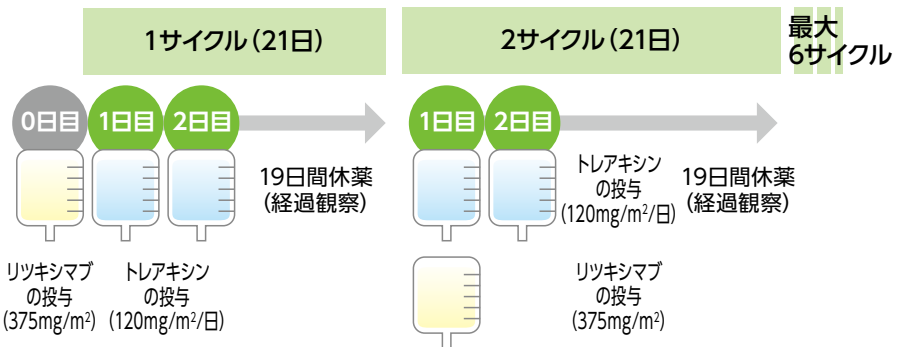 1サイクル(21日)
2サイクル(21日)
最大
6サイクル
0日目
1日目
2日目
19日間休薬
(経過観察)
リツキシマブ
の投与
(375mg/m²)
トレアキシン
の投与
(120mg/m²/日)
1日目
2日目
トレアキシン
の投与
(120mg/m²/日)
19日間休薬
(経過観察)
リツキシマブ
の投与
(375mg/m²)